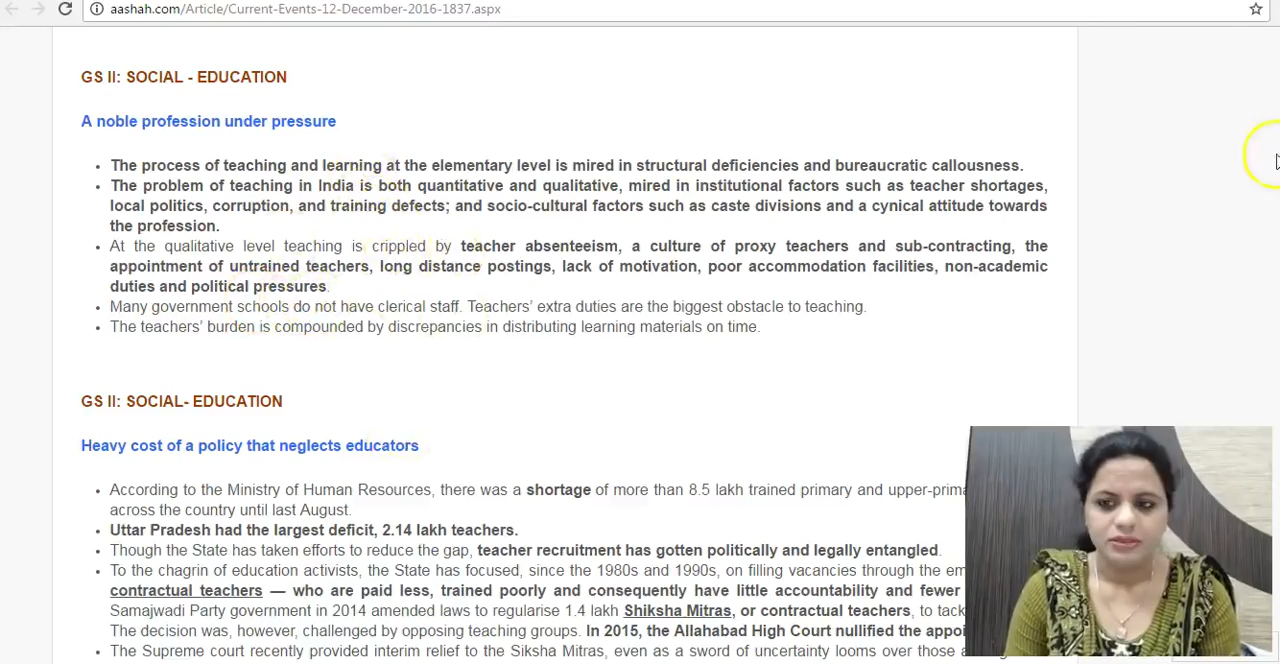 aashah.com/Article/Current-Events-12-December-2016-1837.aspx
GS II: SOCIAL - EDUCATION
A noble profession under pressure
• The process of teaching and learning at the elementary level is mired in structural deficiencies and bureaucratic callousness.
• The problem of teaching in India is both quantitative and qualitative, mired in institutional factors such as teacher shortages,
local politics, corruption, and training defects; and socio-cultural factors such as caste divisions and a cynical attitude towards
the profession.
• At the qualitative level teaching is crippled by teacher absenteeism, a culture of proxy teachers and sub-contracting, the
appointment of untrained teachers, long distance postings, lack of motivation, poor accommodation facilities, non-academic
duties and political pressures.
• Many government schools do not have clerical staff. Teachers' extra duties are the biggest obstacle to teaching.
• The teachers' burden is compounded by discrepancies in distributing learning materials on time.
GS II: SOCIAL- EDUCATION
Heavy cost of a policy that neglects educators
• According to the Ministry of Human Resources, there was a shortage of more than 8.5 lakh trained primary and
across the country until last August.
• Uttar Pradesh had the largest deficit, 2.14 lakh teachers.
• Though the State has taken efforts to reduce the gap, teacher recruitment has gotten politically and legally entangled.
• To the chagrin of education activists, the State has focused, since the 1980s and 1990s, on filling vacancies through the
contractual teachers — who are paid less, trained poorly and consequently have little accountability and fewer
Samajwadi Party government in 2014 amended laws to regularise 1.4 lakh Shiksha Mitras, or contractual teachers, to
The decision was, however, challenged by opposing teaching groups. In 2015, the Allahabad High Court nullified the
• The Supreme court recently provided interim relief to the Siksha Mitras, even as a sword of uncertainty looms over those